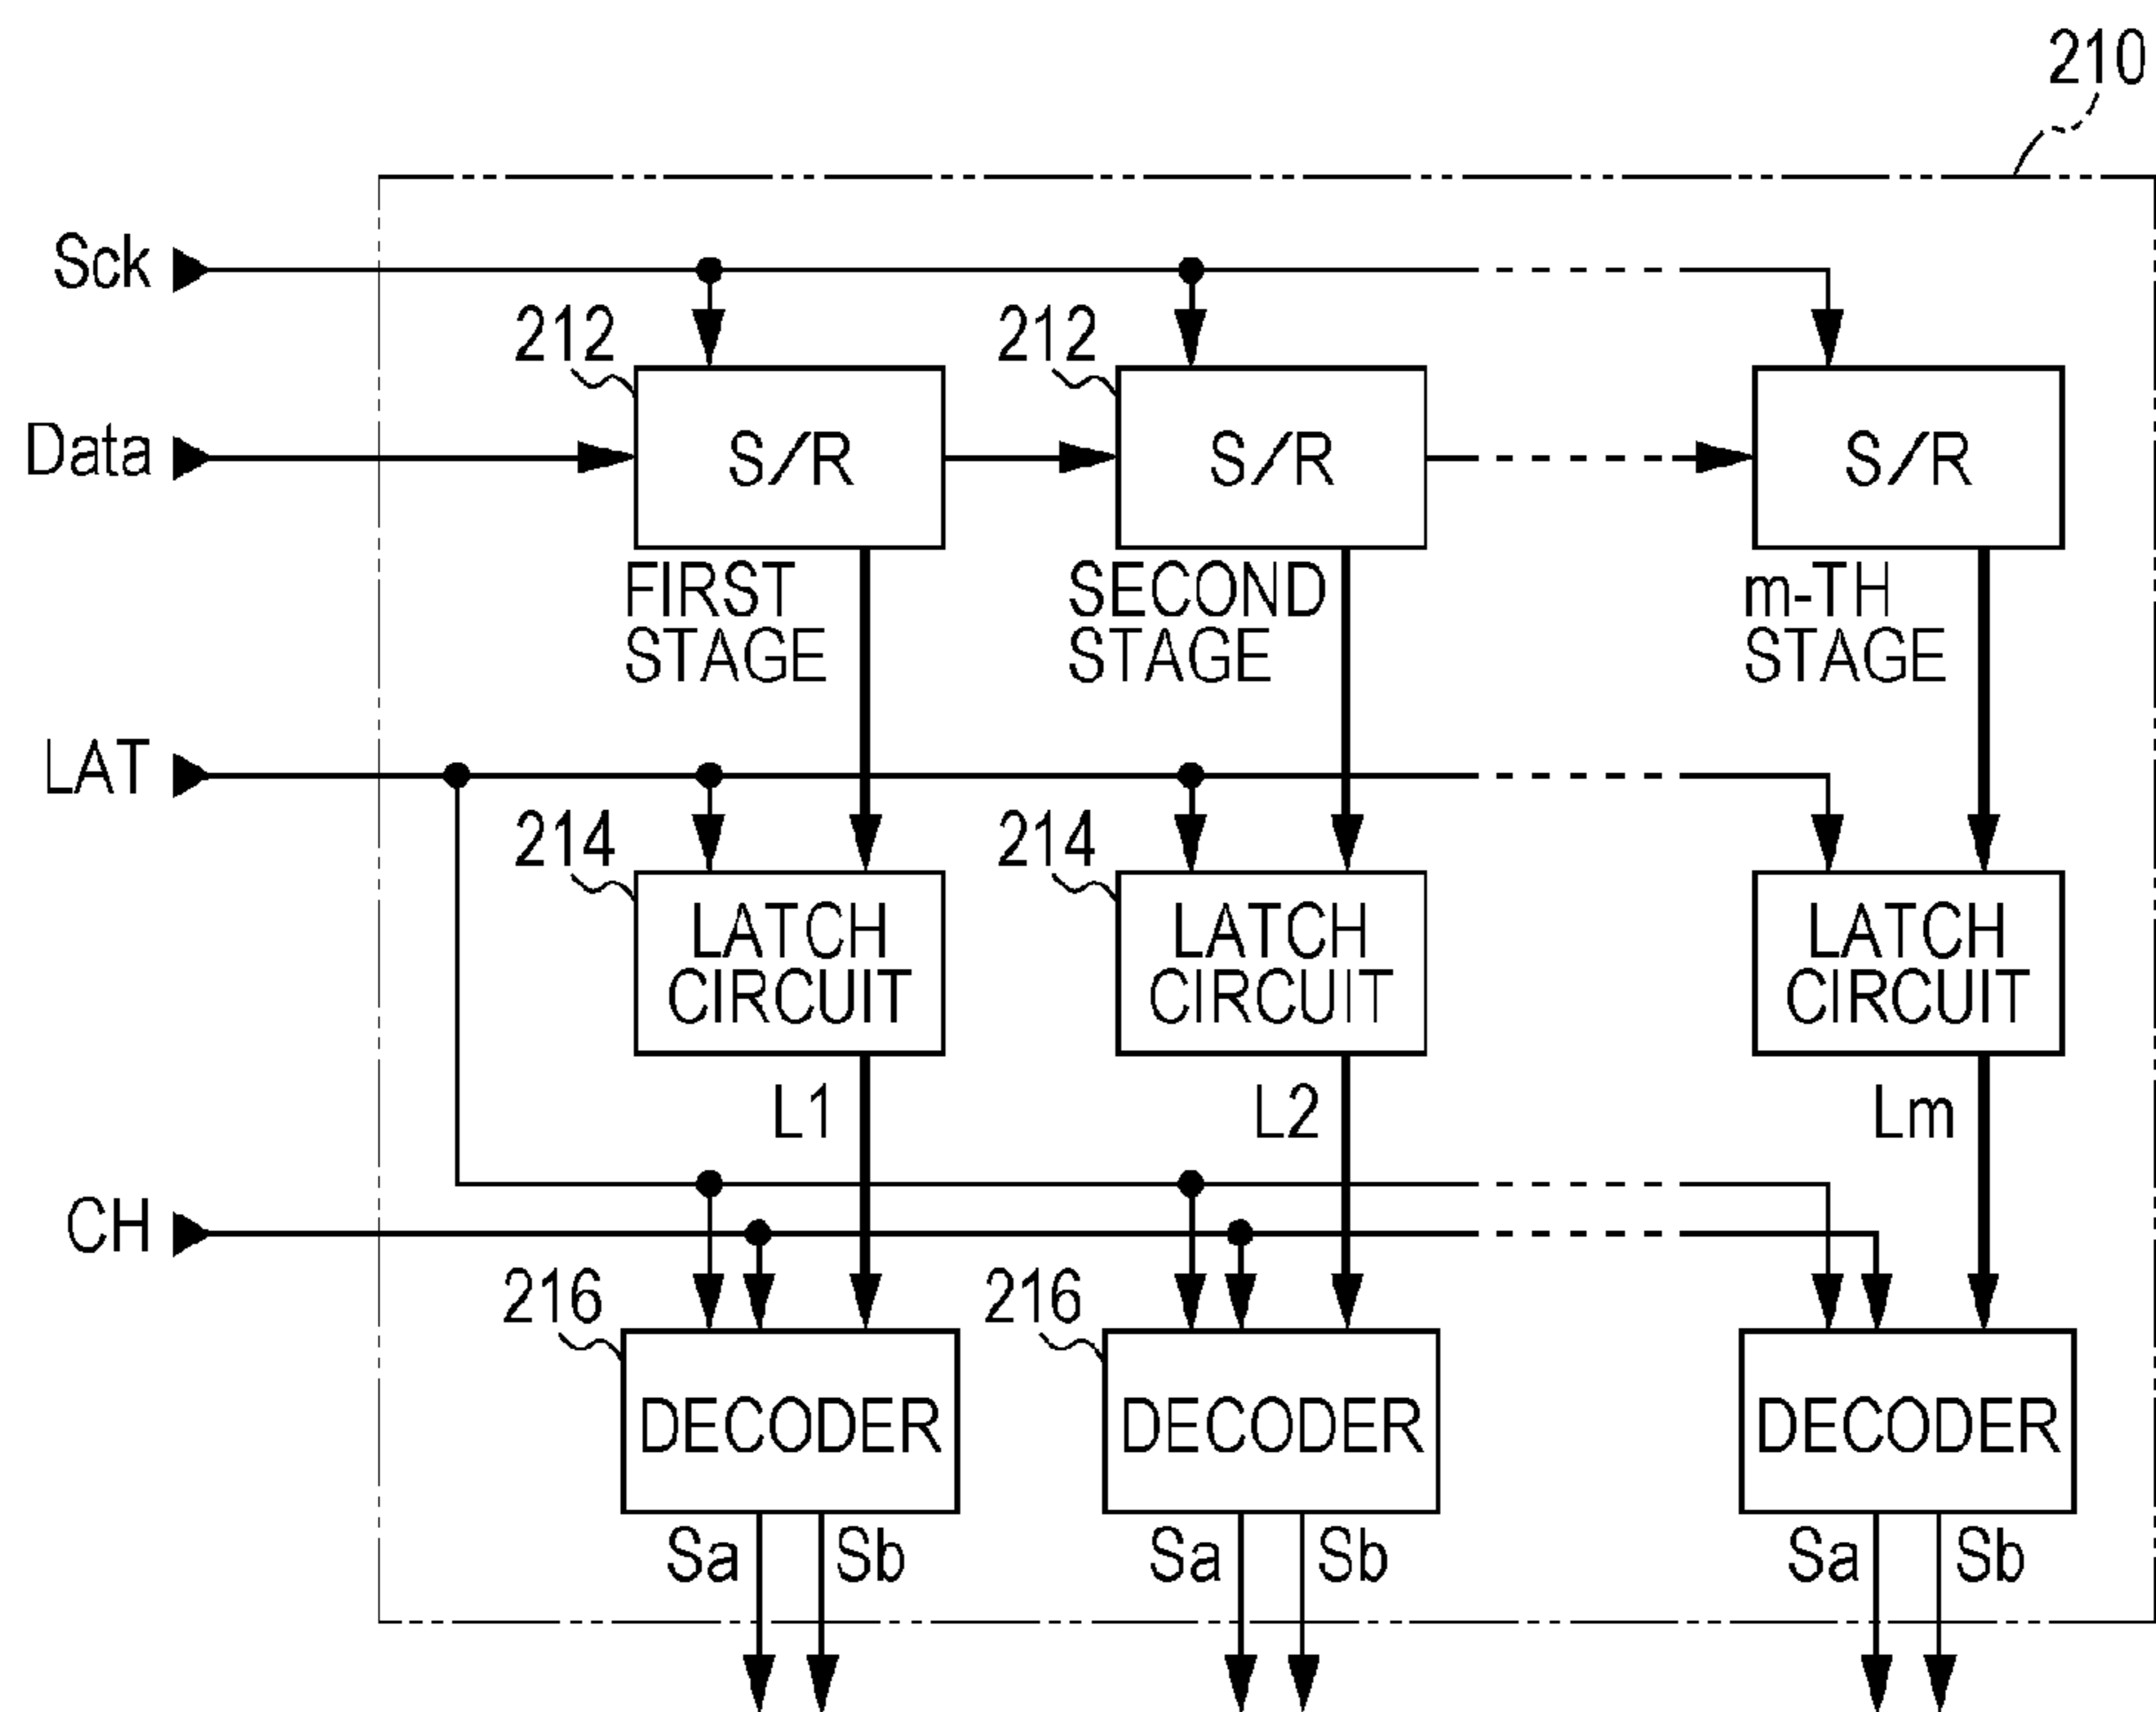 210
Sck
212
212
Data
S/R
S/R
S/R
FIRST
STAGE
SECOND
STAGE
m-TH
STAGE
LAT
214
214
LATCH
CIRCUIT
LATCH
CIRCUIT
LATCH
CIRCUIT
L1
L2
Lm
CH
216
216
DECODER
DECODER
DECODER
Sa
Sb
Sa
Sb
Sa
Sb